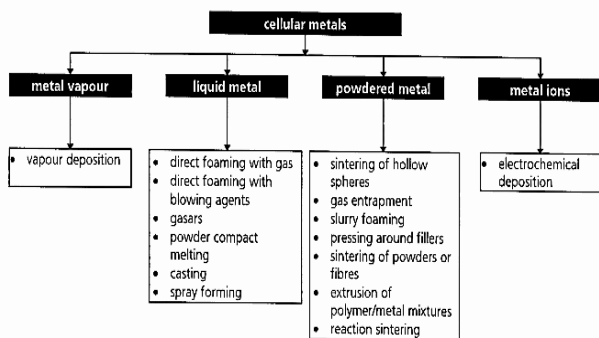 cellular metals
metal vapour
liquid metal
powdered metal
metal ions
• vapour deposition
• direct foaming with gas
• direct foaming with
blowing agents
• gasars
• powder compact
melting
• casting
• spray forming
• sintering of hollow
spheres
• gas entrapment
• slurry foaming
• pressing around fillers
• sintering of powders or
fibres
• extrusion of
polymer/metal mixtures
• reaction sintering
• electrochemical
deposition